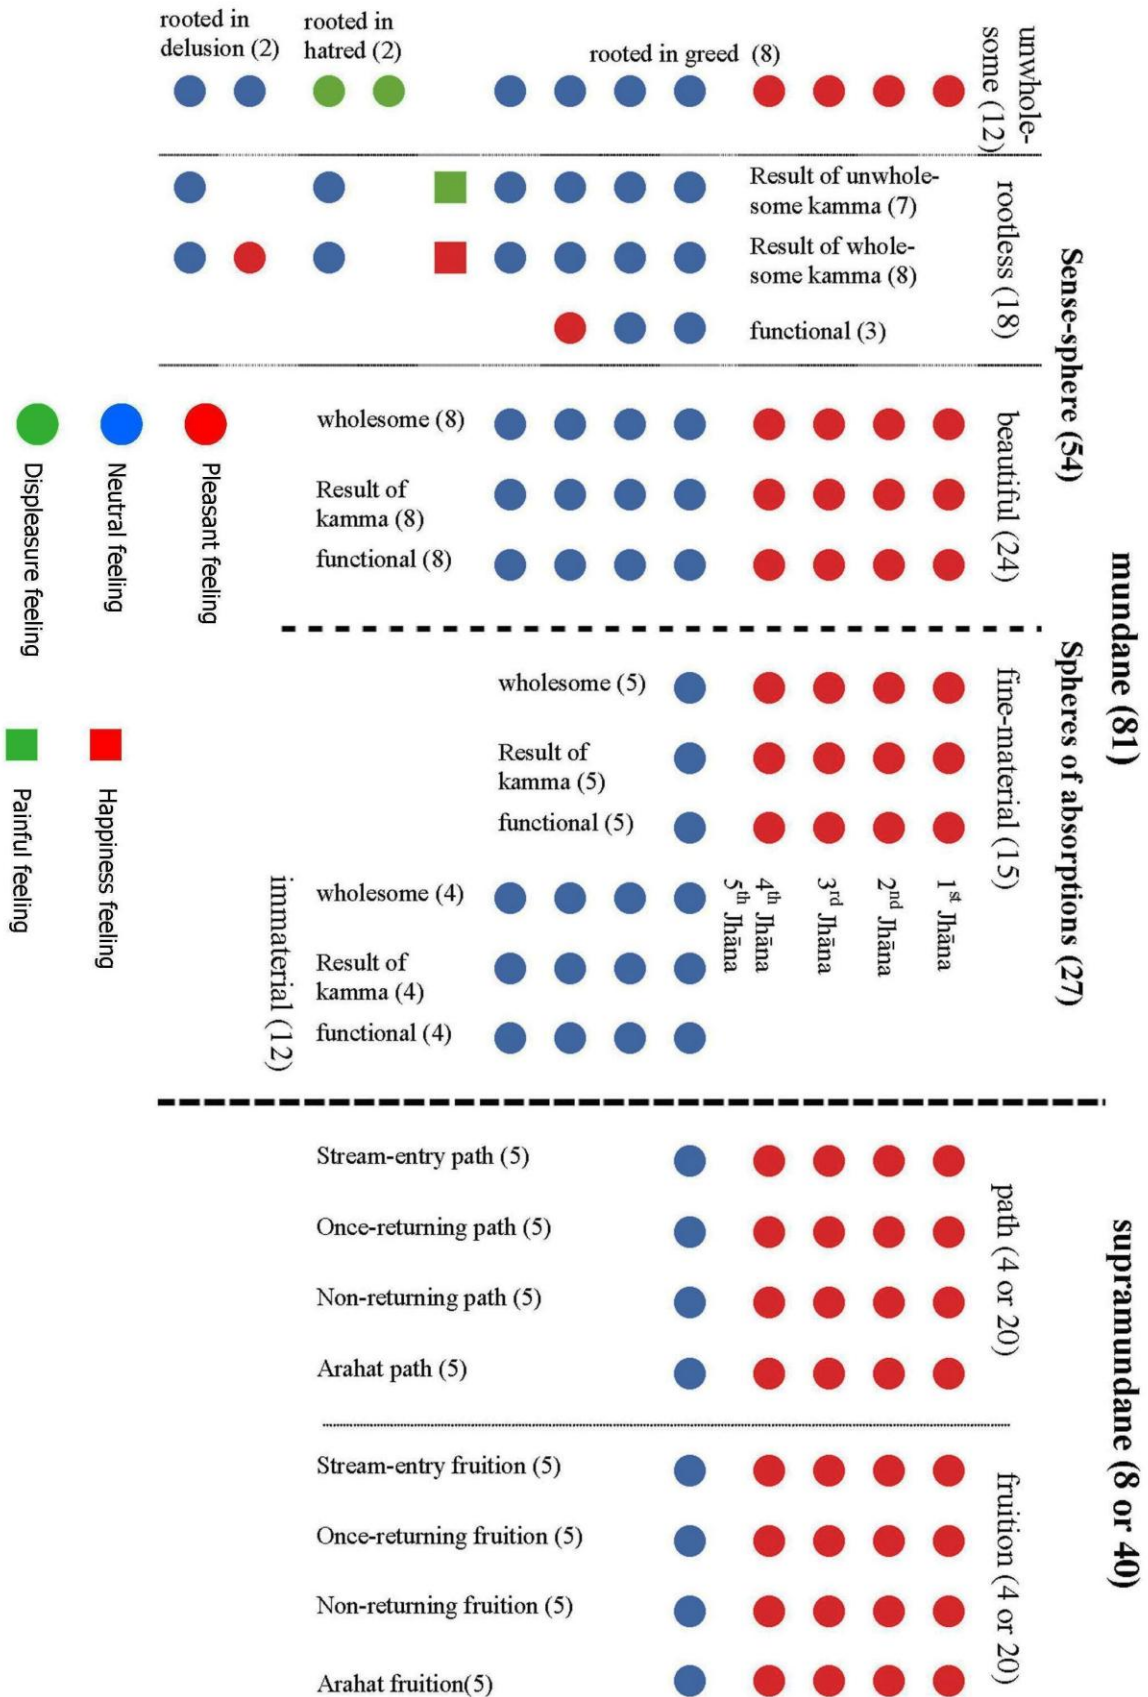 mundane (81)
supramundane (8 or 40)
Sense-sphere (54)
Spheres of absorptions (27)
unwhole-
some (12)
rootless (18)
beautiful (24)
fine-material (15)
immaterial (12)
path (4 or 20)
fruition (4 or 20)
rooted in
delusion (2)
rooted in
hatred (2)
rooted in greed (8)
Result of unwhole-
some kamma (7)
Result of whole-
some kamma (8)
functional (3)
wholesome (8)
Result of
kamma (8)
functional (8)
wholesome (5)
Result of
kamma (5)
functional (5)
1st Jhāna
2nd Jhāna
3rd Jhāna
4th Jhāna
5th Jhāna
wholesome (4)
Result of
kamma (4)
functional (4)
Stream-entry path (5)
Once-returning path (5)
Non-returning path (5)
Arahat path (5)
Stream-entry fruition (5)
Once-returning fruition (5)
Non-returning fruition (5)
Arahat fruition(5)
Pleasant feeling
Neutral feeling
Displeasure feeling
Happiness feeling
Painful feeling